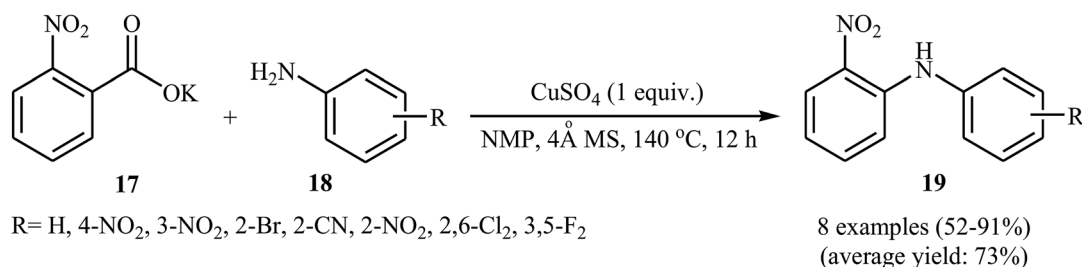 NO₂
O
OK
17
+
H₂N
R
18
CuSO₄ (1 equiv.)
NMP, 4Å MS, 140 °C, 12 h
NO₂
H
N
R
19
R= H, 4-NO₂, 3-NO₂, 2-Br, 2-CN, 2-NO₂, 2,6-Cl₂, 3,5-F₂
8 examples (52-91%)
(average yield: 73%)